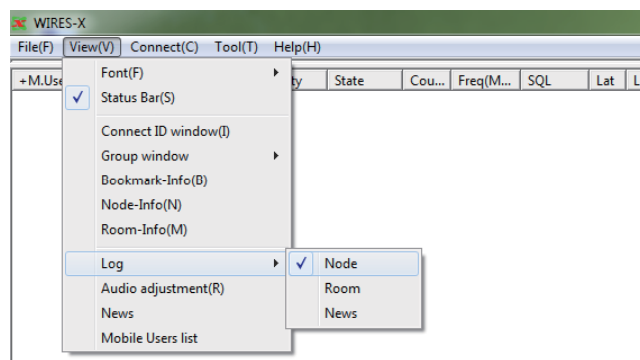 WIRES-X
File(F) View(V) Connect(C) Tool(T) Help(H)
+M.Use ty State Cou... Freq(M... SQL Lat L
Font(F)
Status Bar(S)
Connect ID window(I)
Group window
Bookmark-Info(B)
Node-Info(N)
Room-Info(M)
Log
Node
Audio adjustment(R)
Room
News
News
Mobile Users list